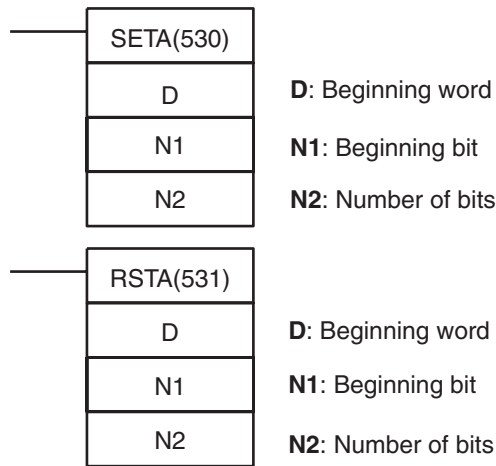 SETA(530)
D D: Beginning word
N1 N1: Beginning bit
N2 N2: Number of bits
RSTA(531)
D D: Beginning word
N1 N1: Beginning bit
N2 N2: Number of bits